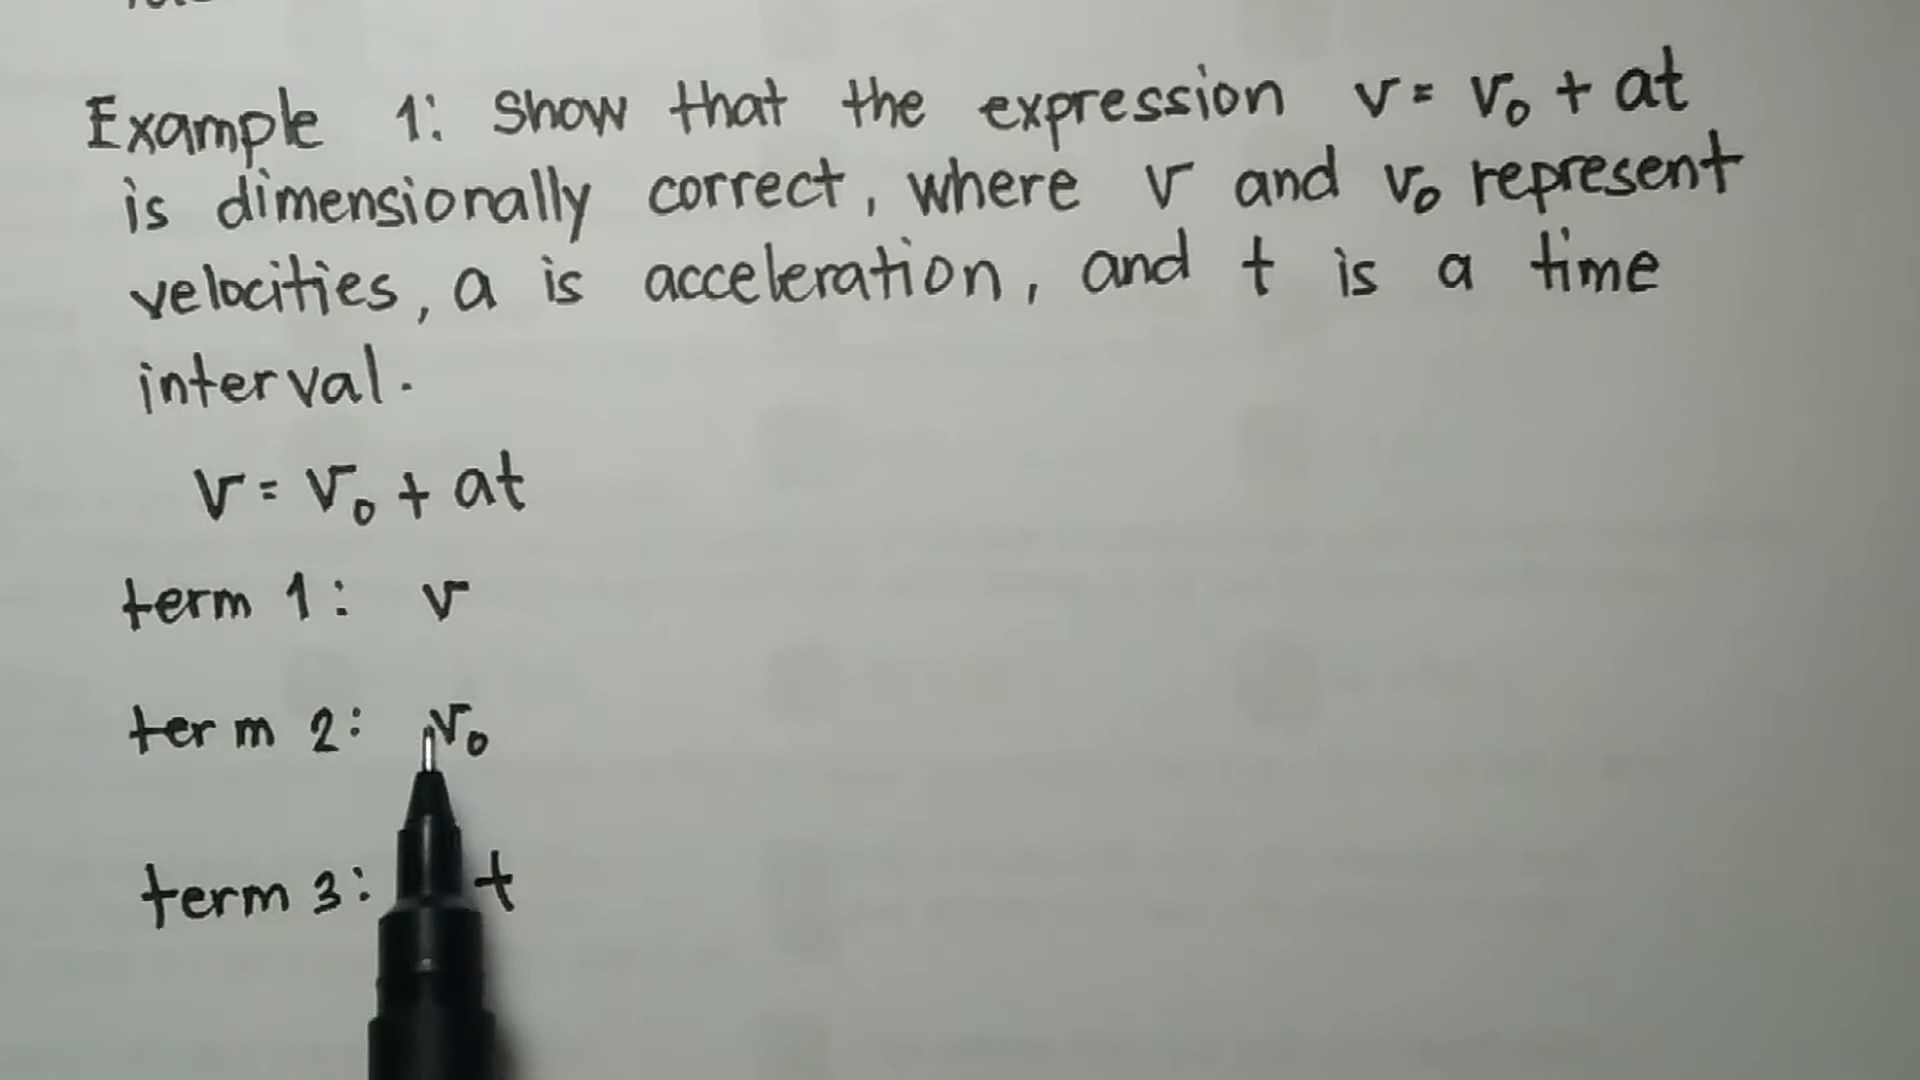 Example 1: Show that the expression v = v₀ + at
is dimensionally correct, where v and v₀ represent
velocities, a is acceleration, and t is a time
interval.
v = v₀ + at
term 1: v
term 2: v₀
term 3: t